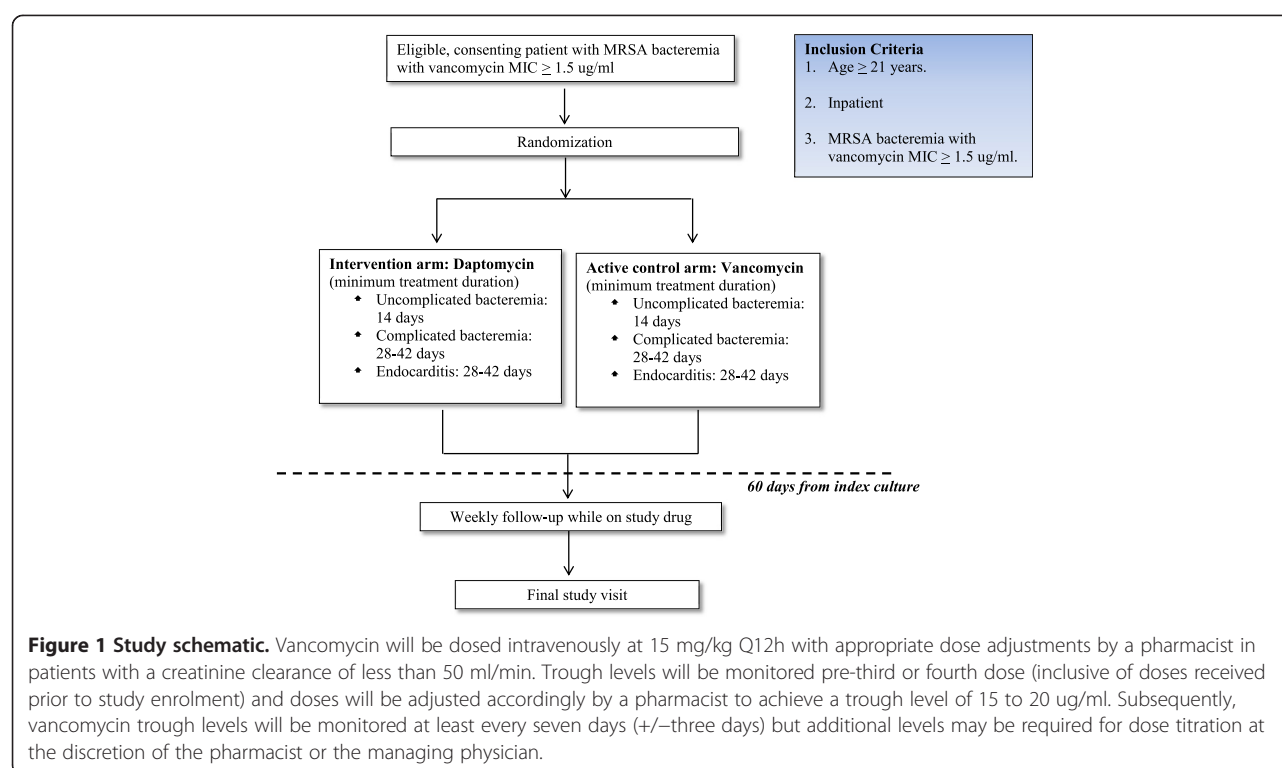 Eligible, consenting patient with MRSA bacteremia
with vancomycin MIC ≥ 1.5 ug/ml
Inclusion Criteria
1. Age ≥ 21 years.
2. Inpatient
3. MRSA bacteremia with
vancomycin MIC ≥ 1.5 ug/ml.
Randomization
Intervention arm: Daptomycin
(minimum treatment duration)
Uncomplicated bacteremia:
14 days
Complicated bacteremia:
28-42 days
Endocarditis: 28-42 days
Active control arm: Vancomycin
(minimum treatment duration)
Uncomplicated bacteremia:
14 days
Complicated bacteremia:
28-42 days
Endocarditis: 28-42 days
60 days from index culture
Weekly follow-up while on study drug
Final study visit
Figure 1 Study schematic. Vancomycin will be dosed intravenously at 15 mg/kg Q12h with appropriate dose adjustments by a pharmacist in
patients with a creatinine clearance of less than 50 ml/min. Trough levels will be monitored pre-third or fourth dose (inclusive of doses received
prior to study enrolment) and doses will be adjusted accordingly by a pharmacist to achieve a trough level of 15 to 20 ug/ml. Subsequently,
vancomycin trough levels will be monitored at least every seven days (+/−three days) but additional levels may be required for dose titration at
the discretion of the pharmacist or the managing physician.